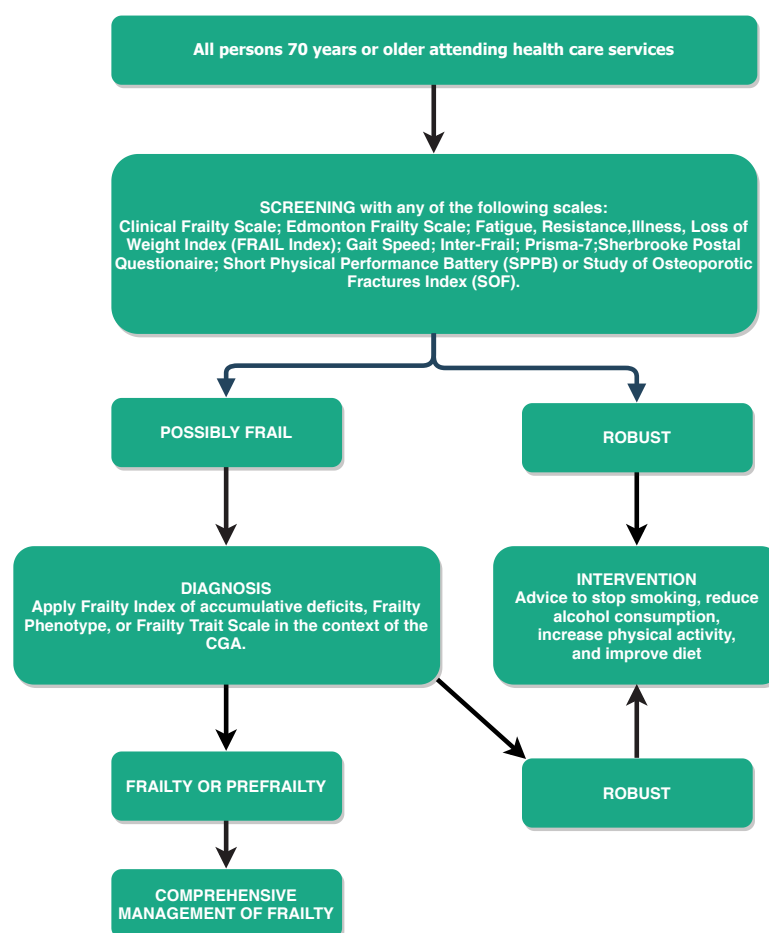 All persons 70 years or older attending health care services
SCREENING with any of the following scales:
Clinical Frailty Scale; Edmonton Frailty Scale; Fatigue, Resistance,Illness, Loss of
Weight Index (FRAIL Index); Gait Speed; Inter-Frail; Prisma-7;Sherbrooke Postal
Questionaire; Short Physical Performance Battery (SPPB) or Study of Osteoporotic
Fractures Index (SOF).
POSSIBLY FRAIL
ROBUST
DIAGNOSIS
Apply Frailty Index of accumulative deficits, Frailty
Phenotype, or Frailty Trait Scale in the context of the
CGA.
INTERVENTION
Advice to stop smoking, reduce
alcohol consumption,
increase physical activity,
and improve diet
FRAILTY OR PREFRAILTY
ROBUST
COMPREHENSIVE
MANAGEMENT OF FRAILTY